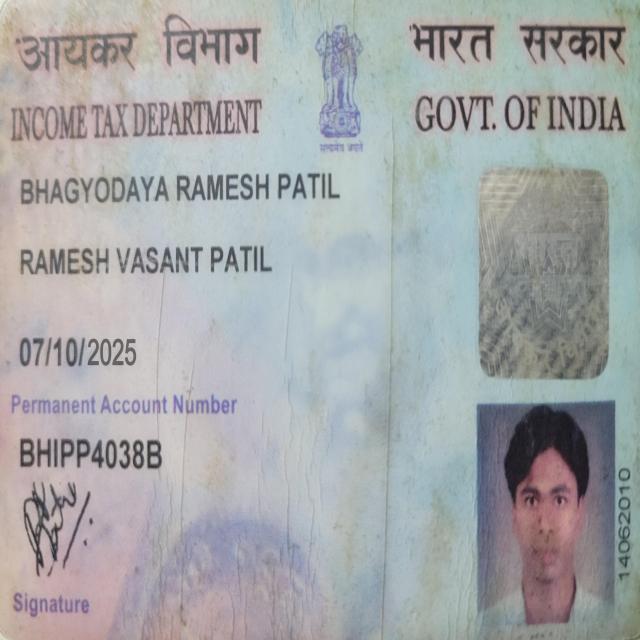 आयकर विभाग
भारत सरकार
INCOME TAX DEPARTMENT
GOVT. OF INDIA
सत्यमेव जयते
BHAGYODAYA RAMESH PATIL
RAMESH VASANT PATIL
07/10/2025
Permanent Account Number
BHIPP4038B
Signature
14062010